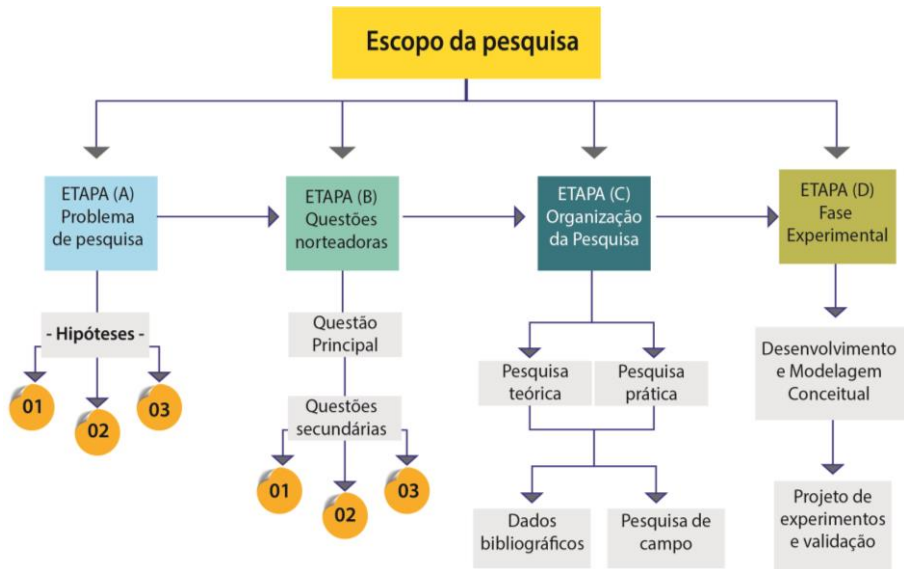 Escopo da pesquisa
ETAPA (A)
Problema
de pesquisa
ETAPA (B)
Questões
norteadoras
ETAPA (C)
Organização
da Pesquisa
ETAPA (D)
Fase
Experimental
- Hipóteses -
01
02
03
Questão
Principal
Questões
secundárias
01
02
03
Pesquisa
teórica
Pesquisa
prática
Dados
bibliográficos
Pesquisa de
campo
Desenvolvimento
e Modelagem
Conceitual
Projeto de
experimentos
e validação